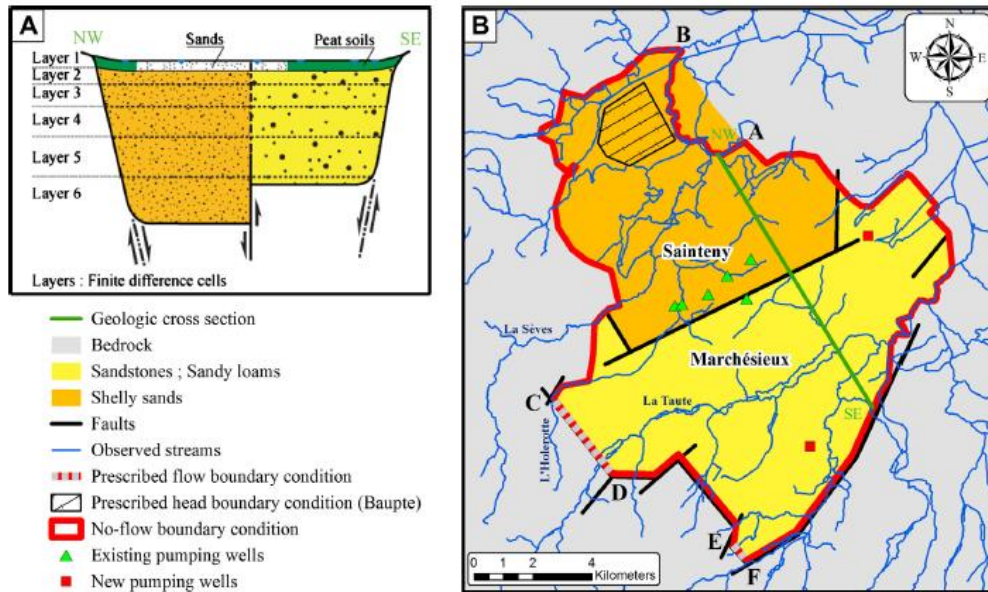 A
NW
Sands
Peat soils
SE
Layer 1
Layer 2
Layer 3
Layer 4
Layer 5
Layer 6
Layers : Finite difference cells
Geologic cross section
Bedrock
Sandstones ; Sandy loams
Shelly sands
Faults
Observed streams
Prescribed flow boundary condition
Prescribed head boundary condition (Baupte)
No-flow boundary condition
Existing pumping wells
New pumping wells
B
B
N
W
E
S
NW
A
Sainteny
La Sèves
Marchésieux
C
La Taute
SE
L'Holerotte
D
E
F
0 1 2 4
Kilometers